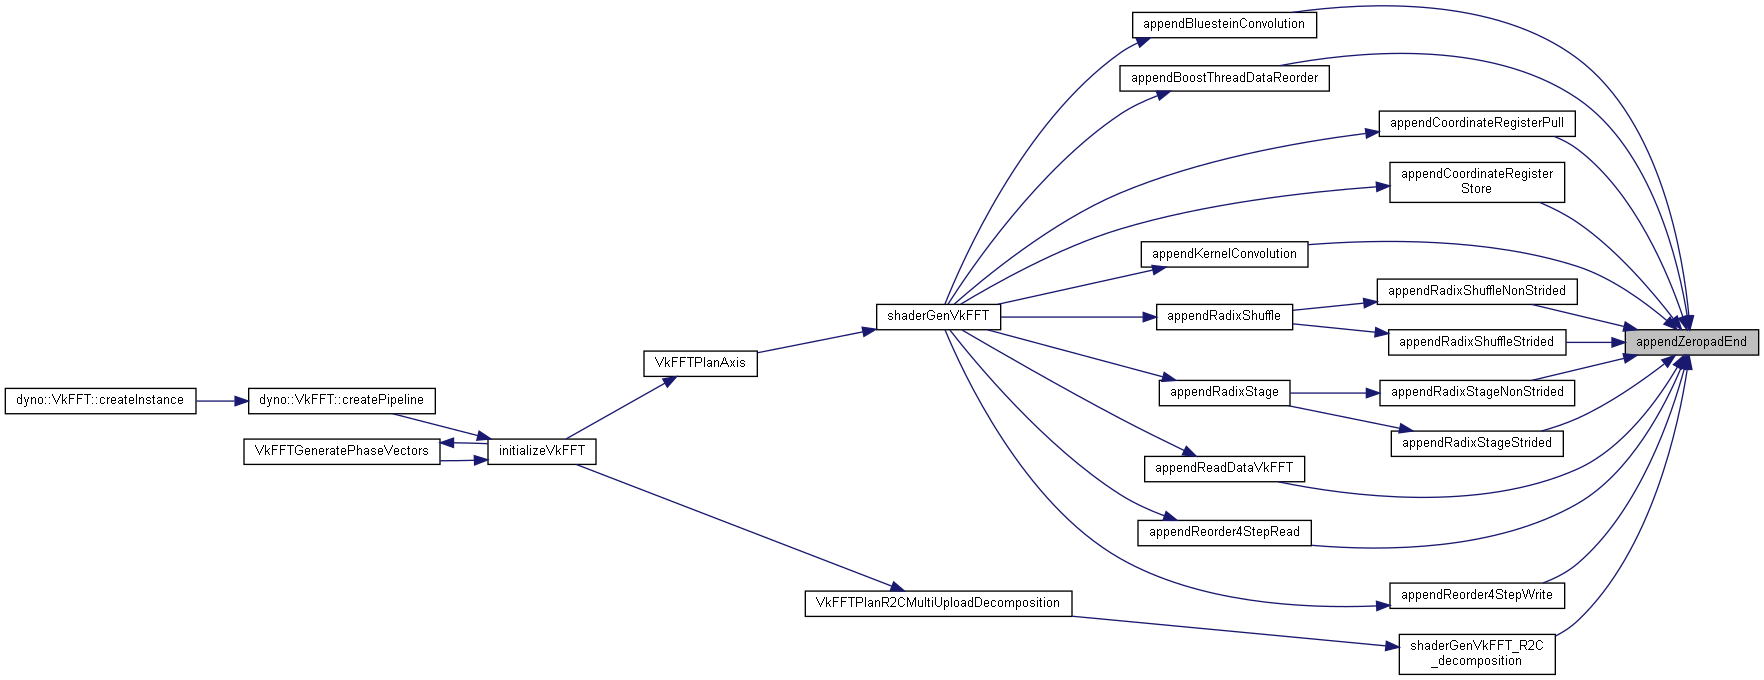 appendBluesteinConvolution
appendBoostThreadDataReorder
appendCoordinateRegisterPull
appendCoordinateRegister
Store
appendKernelConvolution
appendRadixShuffleNonStrided
shaderGenVkFFT
appendRadixShuffle
appendRadixShuffleStrided
appendZeropadEnd
VkFFTPlanAxis
appendRadixStage
appendRadixStageNonStrided
dyno::VkFFT::createInstance
dyno::VkFFT::createPipeline
appendRadixStageStrided
VkFFTGeneratePhaseVectors
initializeVkFFT
appendReadDataVkFFT
appendReorder4StepRead
appendReorder4StepWrite
VkFFTPlanR2CMultiUploadDecomposition
shaderGenVkFFT_R2C
_decomposition